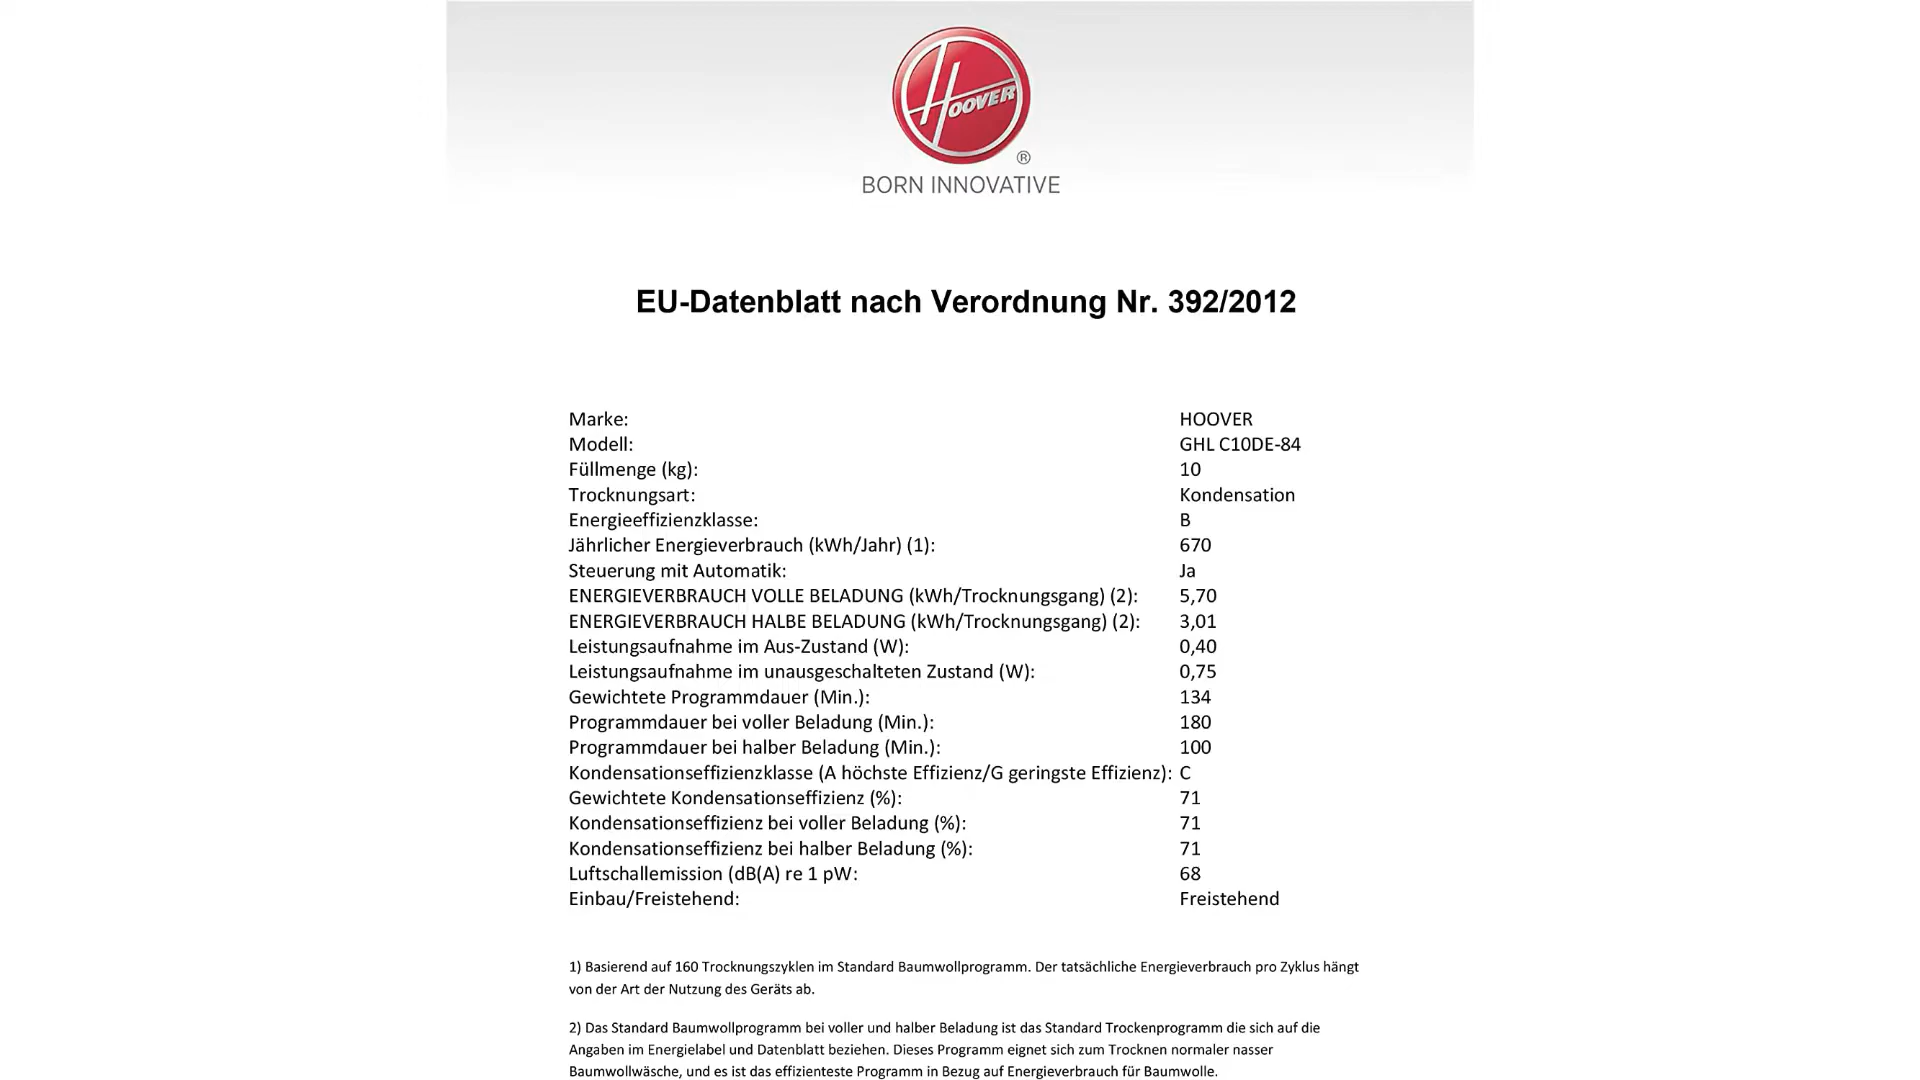 HOOVER
®
BORN INNOVATIVE
EU-Datenblatt nach Verordnung Nr. 392/2012
Marke: HOOVER
Modell: GHL C10DE-84
Füllmenge (kg): 10
Trocknungsart: Kondensation
Energieeffizienzklasse: B
Jährlicher Energieverbrauch (kWh/Jahr) (1): 670
Steuerung mit Automatik: Ja
ENERGIEVERBRAUCH VOLLE BELADUNG (kWh/Trocknungsgang) (2): 5,70
ENERGIEVERBRAUCH HALBE BELADUNG (kWh/Trocknungsgang) (2): 3,01
Leistungsaufnahme im Aus-Zustand (W): 0,40
Leistungsaufnahme im unausgeschalteten Zustand (W): 0,75
Gewichtete Programmdauer (Min.): 134
Programmdauer bei voller Beladung (Min.): 180
Programmdauer bei halber Beladung (Min.): 100
Kondensationseffizienzklasse (A höchste Effizienz/G geringste Effizienz): C
Gewichtete Kondensationseffizienz (%): 71
Kondensationseffizienz bei voller Beladung (%): 71
Kondensationseffizienz bei halber Beladung (%): 71
Luftschallemission (dB(A) re 1 pW: 68
Einbau/Freistehend: Freistehend
1) Basierend auf 160 Trocknungszyklen im Standard Baumwollprogramm. Der tatsächliche Energieverbrauch pro Zyklus hängt
von der Art der Nutzung des Geräts ab.
2) Das Standard Baumwollprogramm bei voller und halber Beladung ist das Standard Trockenprogramm die sich auf die
Angaben im Energielabel und Datenblatt beziehen. Dieses Programm eignet sich zum Trocknen normaler nasser
Baumwollwäsche, und es ist das effizienteste Programm in Bezug auf Energieverbrauch für Baumwolle.